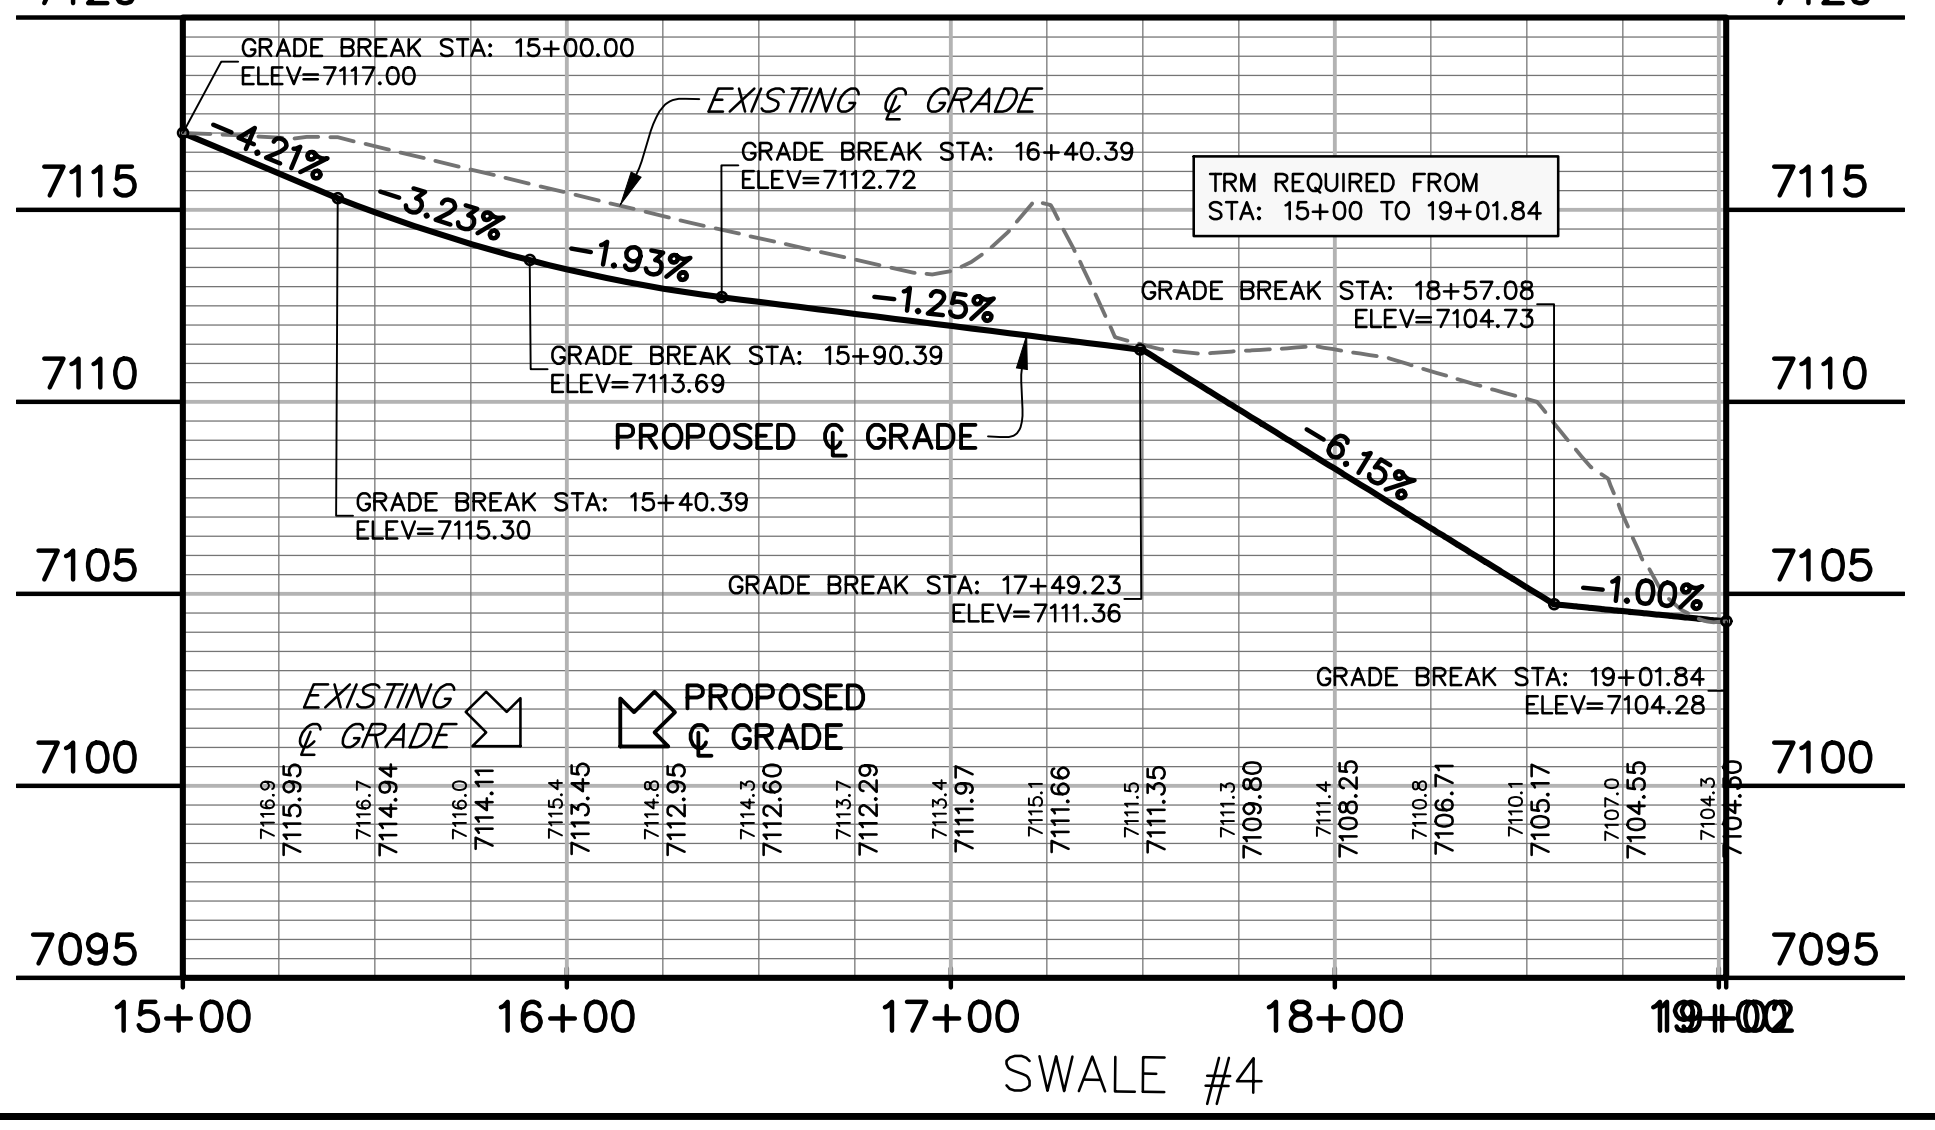 GRADE BREAK STA: 15+00.00
ELEV=7117.00
EXISTING ℄ GRADE
-4.21%
GRADE BREAK STA: 16+40.39
ELEV=7112.72
TRM REQUIRED FROM
STA: 15+00 TO 19+01.84
7115
7115
-3.23%
-1.93%
-1.25%
GRADE BREAK STA: 18+57.08
ELEV=7104.73
GRADE BREAK STA: 15+90.39
ELEV=7113.69
7110
7110
PROPOSED ℄ GRADE
-6.15%
GRADE BREAK STA: 15+40.39
ELEV=7115.30
7105
7105
GRADE BREAK STA: 17+49.23
ELEV=7111.36
-1.00%
GRADE BREAK STA: 19+01.84
ELEV=7104.28
EXISTING
℄ GRADE
PROPOSED
℄ GRADE
7100
7100
7116.9
7115.95
7116.7
7114.94
7116.0
7114.11
7115.4
7113.45
7114.8
7112.95
7114.3
7112.60
7113.7
7112.29
7113.4
7111.97
7115.1
7111.66
7111.5
7111.35
7111.3
7109.80
7111.4
7108.25
7110.8
7106.71
7110.1
7105.17
7107.0
7104.55
7104.3
7104.30
7095
7095
15+00
16+00
17+00
18+00
SWALE #4